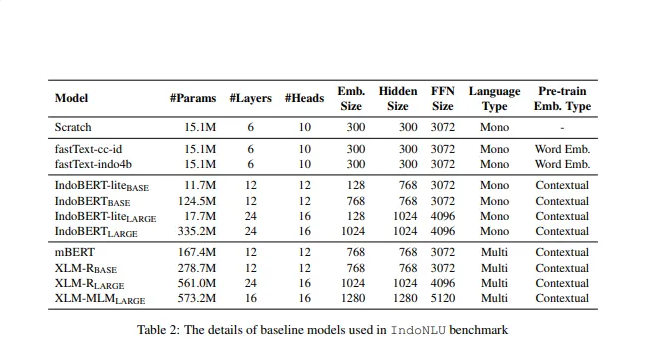 Model #Params #Layers #Heads Emb. Size Hidden Size FFN Size Language Type Pre-train Emb. Type
Scratch 15.1M 6 10 300 300 3072 Mono -
fastText-cc-id 15.1M 6 10 300 300 3072 Mono Word Emb.
fastText-indo4b 15.1M 6 10 300 300 3072 Mono Word Emb.
IndoBERT-liteBASE 11.7M 12 12 128 768 3072 Mono Contextual
IndoBERTBASE 124.5M 12 12 768 768 3072 Mono Contextual
IndoBERT-liteLARGE 17.7M 24 16 128 1024 4096 Mono Contextual
IndoBERTLARGE 335.2M 24 16 1024 1024 4096 Mono Contextual
mBERT 167.4M 12 12 768 768 3072 Multi Contextual
XLM-RBASE 278.7M 12 12 768 768 3072 Multi Contextual
XLM-RLARGE 561.0M 24 16 1024 1024 4096 Multi Contextual
XLM-MLMLARGE 573.2M 16 16 1280 1280 5120 Multi Contextual
Table 2: The details of baseline models used in IndoNLU benchmark